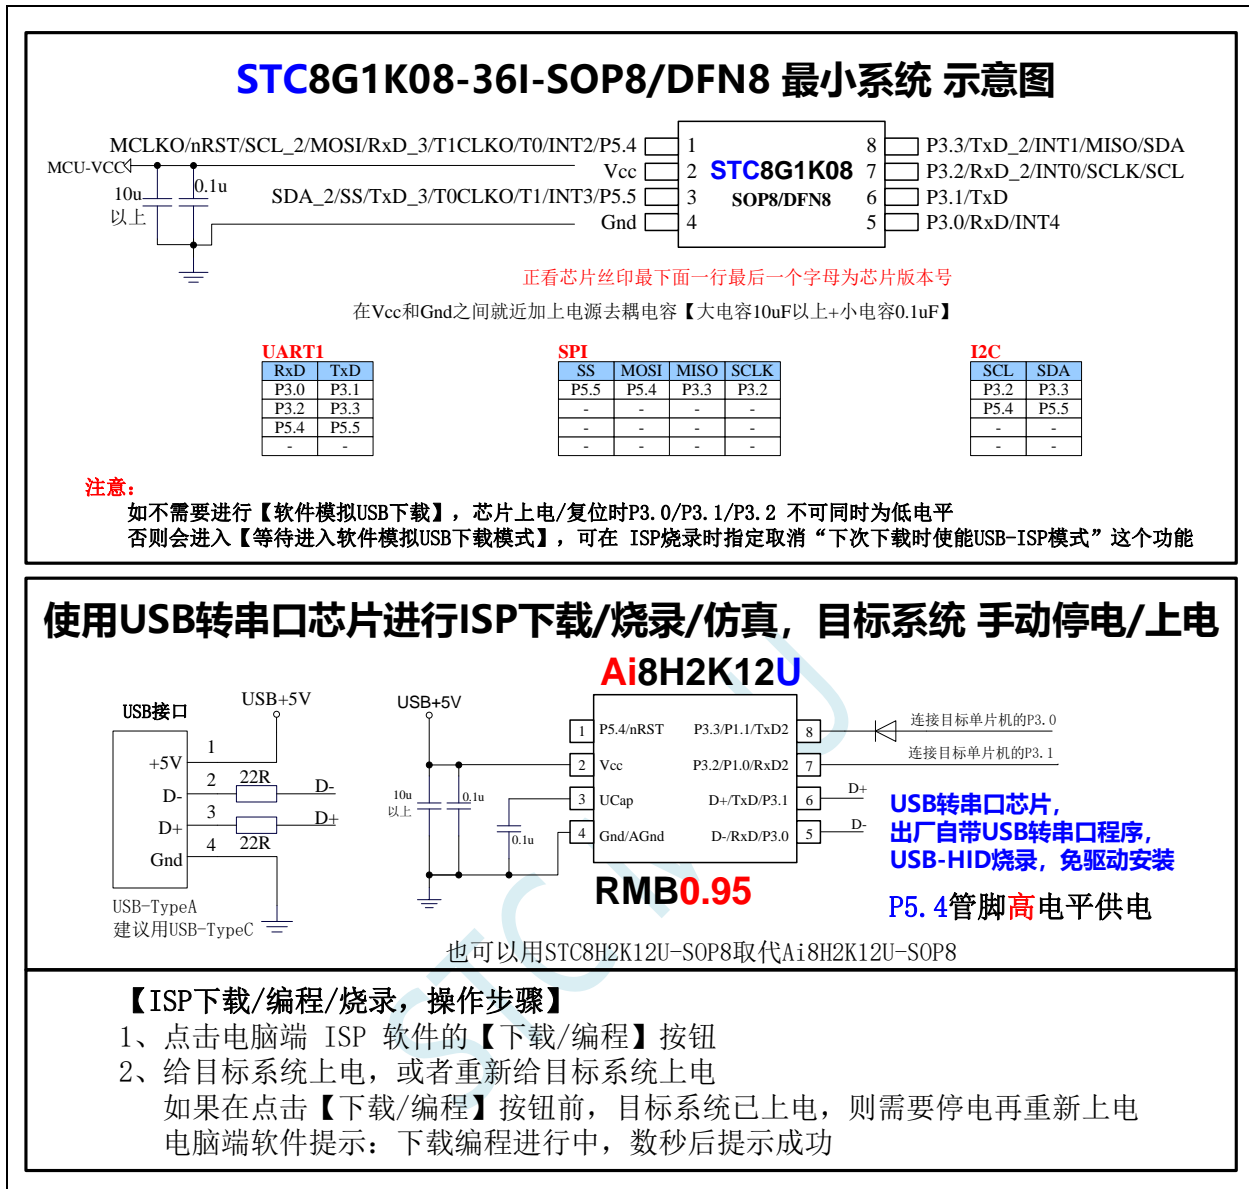 STC8G1K08-36I-SOP8/DFN8 最小系统 示意图
MCLKO/nRST/SCL_2/MOSI/RxD_3/T1CLKO/T0/INT2/P5.4 1
8 P3.3/TxD_2/INT1/MISO/SDA
MCU-VCC
Vcc 2 STC8G1K08 7 P3.2/RxD_2/INT0/SCLK/SCL
10u 0.1u
以上
SDA_2/SS/TxD_3/T0CLKO/T1/INT3/P5.5 3 SOP8/DFN8 6 P3.1/TxD
Gnd 4 5 P3.0/RxD/INT4
正看芯片丝印最下面一行最后一个字母为芯片版本号
在Vcc和Gnd之间就近加上电源去耦电容【大电容10uF以上+小电容0.1uF】
UART1
RxD TxD
P3.0 P3.1
P3.2 P3.3
P5.4 P5.5
- -
SPI
SS MOSI MISO SCLK
P5.5 P5.4 P3.3 P3.2
- - - -
- - - -
- - - -
I2C
SCL SDA
P3.2 P3.3
P5.4 P5.5
- -
- -
注意:
如不需要进行【软件模拟USB下载】，芯片上电/复位时P3.0/P3.1/P3.2 不可同时为低电平
否则会进入【等待进入软件模拟USB下载模式】，可在 ISP烧录时指定取消“下次下载时使能USB-ISP模式”这个功能
使用USB转串口芯片进行ISP下载/烧录/仿真，目标系统 手动停电/上电
Ai8H2K12U
USB接口
USB+5V
+5V 1
D- 2 22R D-
D+ 3 22R D+
Gnd 4
USB-TypeA
建议用USB-TypeC
USB+5V
10u
以上
0.1u
0.1u
1 P5.4/nRST P3.3/P1.1/TxD2 8 连接目标单片机的P3.0
2 Vcc P3.2/P1.0/RxD2 7 连接目标单片机的P3.1
3 UCap D+/TxD/P3.1 6 D+
4 Gnd/AGnd D-/RxD/P3.0 5 D-
RMB0.95
USB转串口芯片，
出厂自带USB转串口程序，
USB-HID烧录，免驱动安装
P5.4管脚高电平供电
也可以用STC8H2K12U-SOP8取代Ai8H2K12U-SOP8
【ISP下载/编程/烧录，操作步骤】
1、点击电脑端 ISP 软件的【下载/编程】按钮
2、给目标系统上电，或者重新给目标系统上电
如果在点击【下载/编程】按钮前，目标系统已上电，则需要停电再重新上电
电脑端软件提示：下载编程进行中，数秒后提示成功
STC MCU